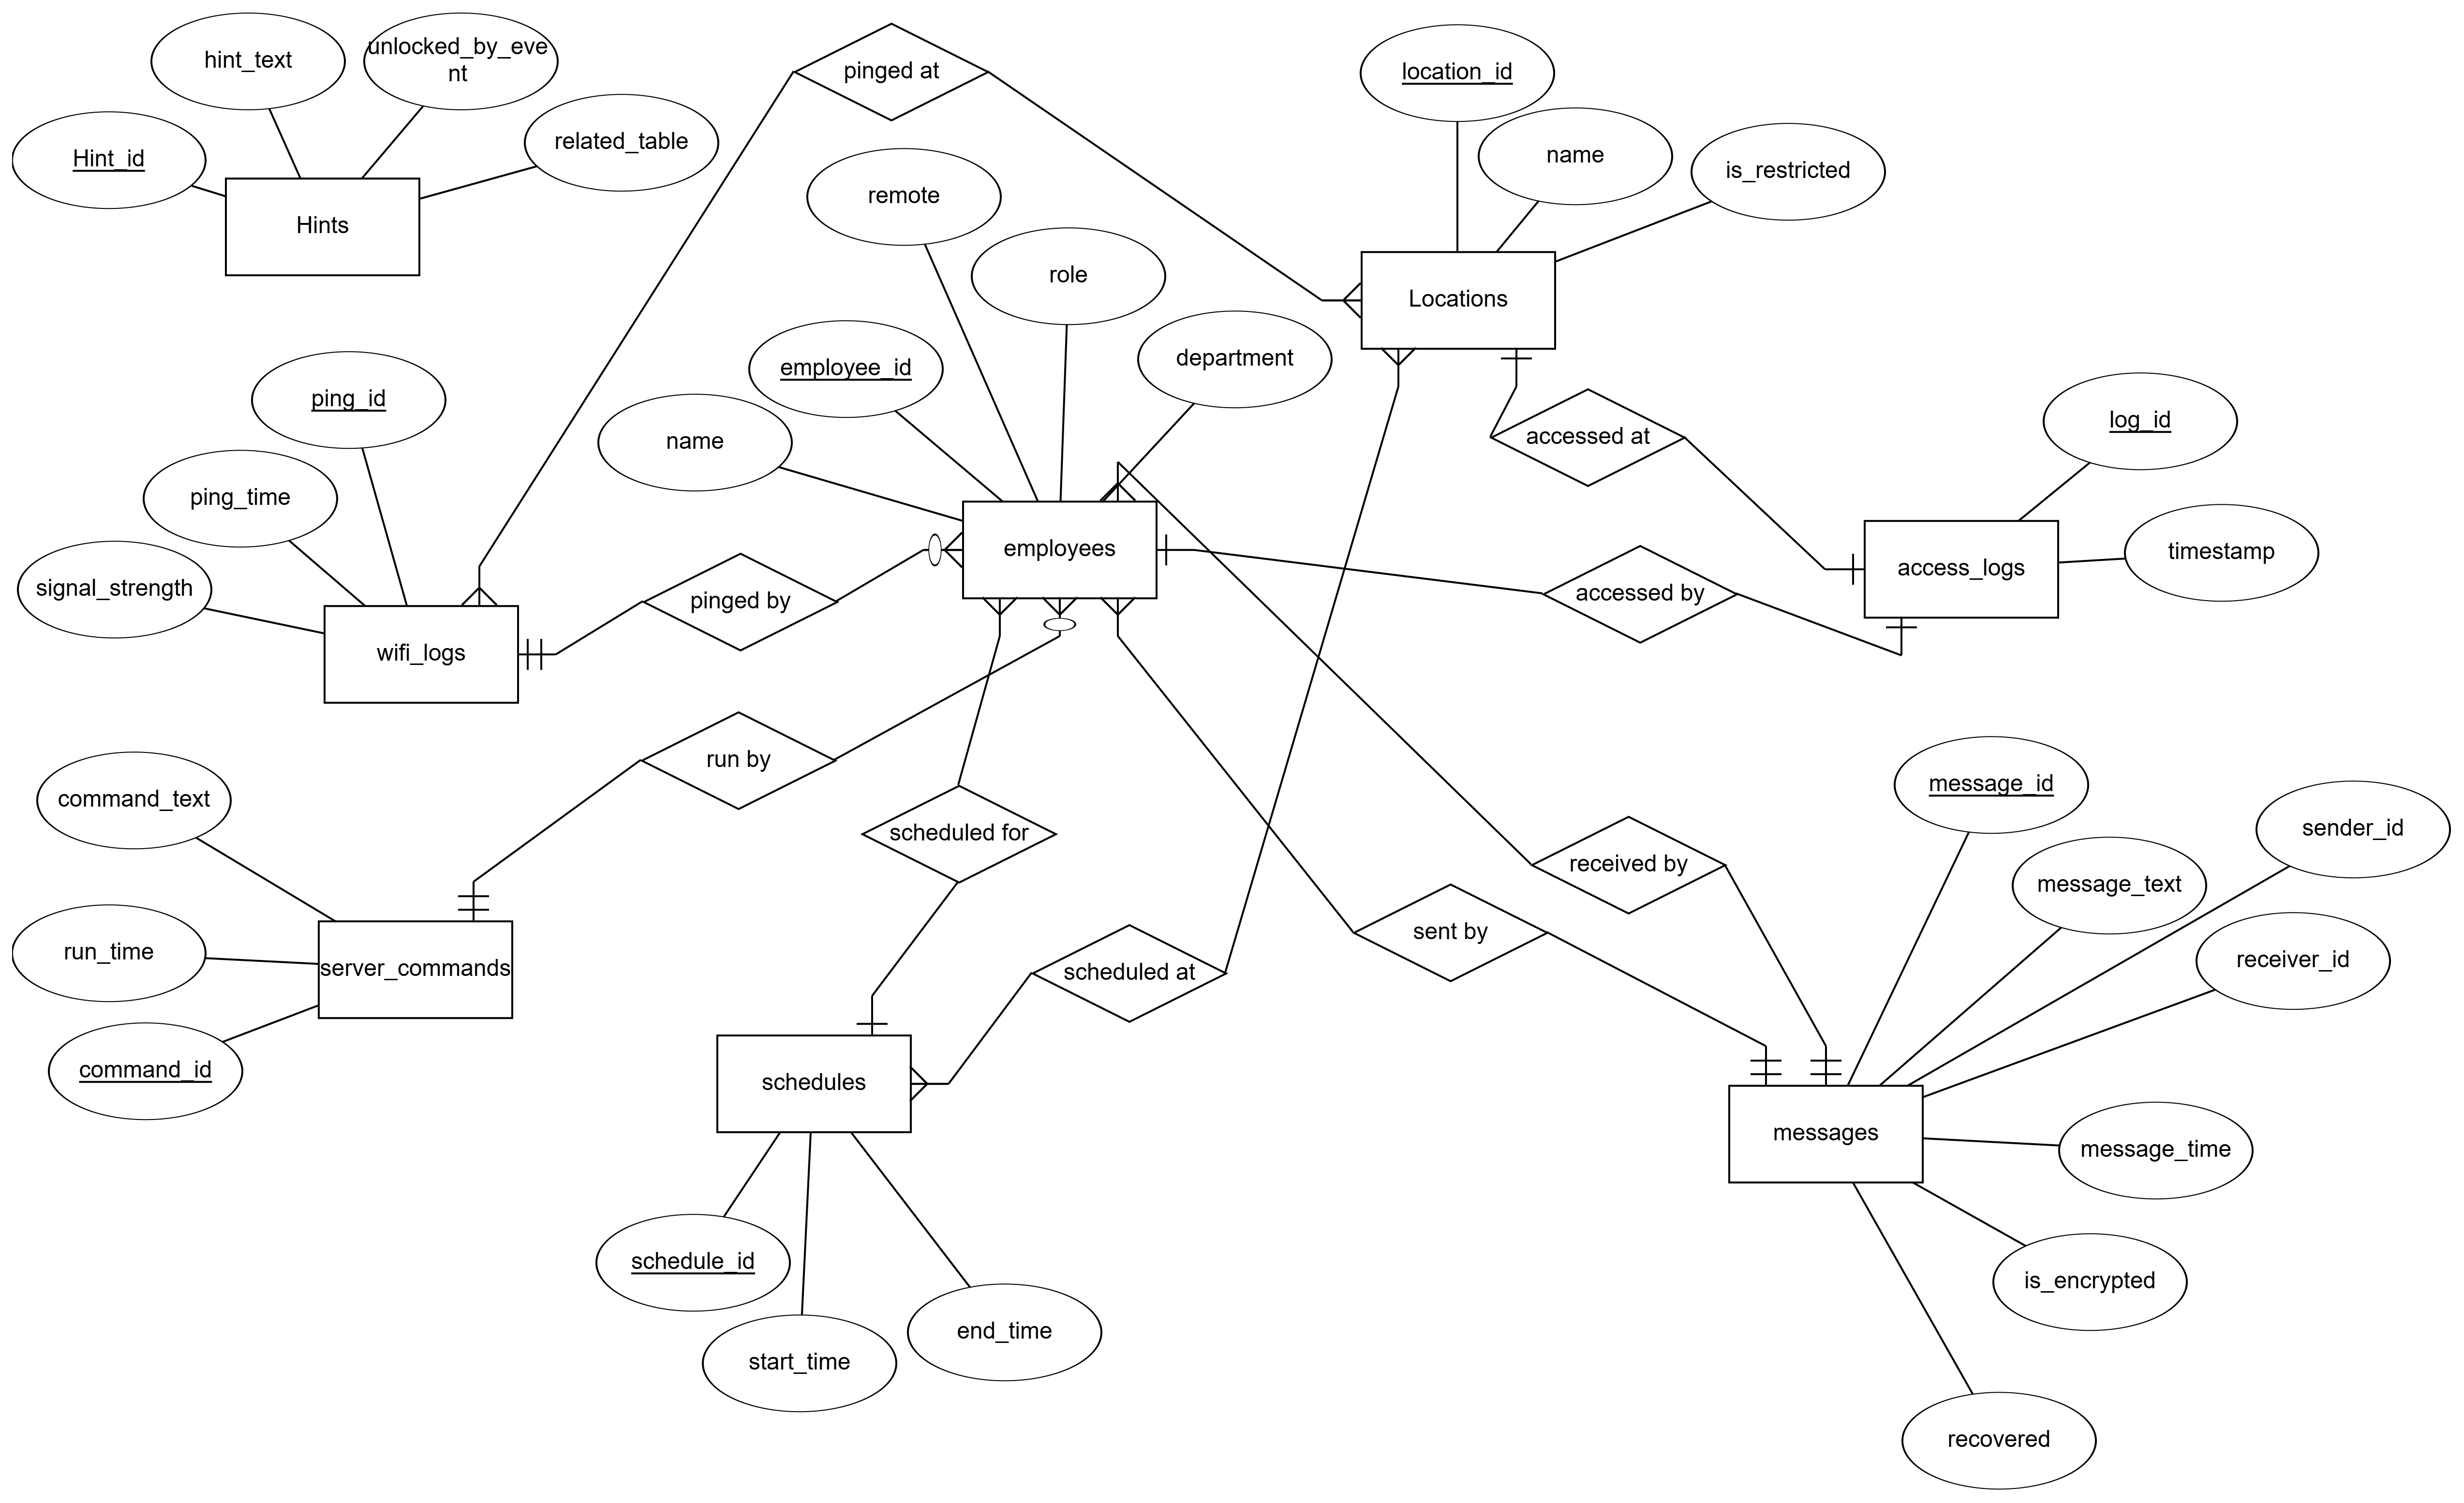 hint_text
unlocked_by_eve
nt
Hint_id
related_table
Hints
pinged at
location_id
name
is_restricted
Locations
remote
role
employee_id
department
name
employees
ping_id
ping_time
signal_strength
wifi_logs
pinged by
accessed at
log_id
timestamp
access_logs
accessed by
run by
command_text
run_time
command_id
server_commands
scheduled for
scheduled at
schedules
schedule_id
start_time
end_time
received by
sent by
message_id
sender_id
message_text
receiver_id
messages
message_time
is_encrypted
recovered